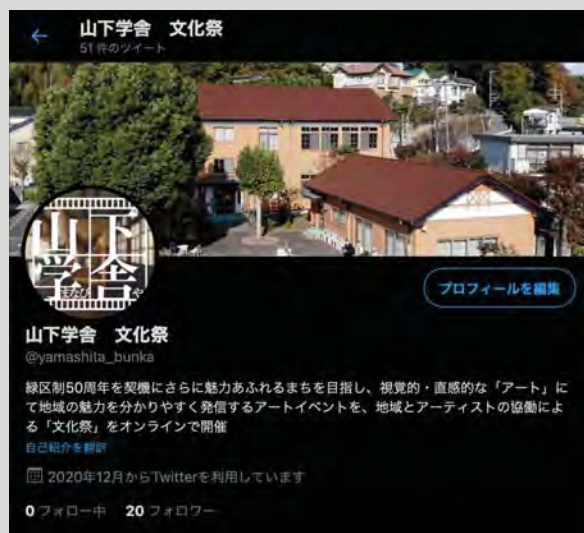 山下学舎　文化祭
51 件のツイート
山下
学舎
まなびや
プロフィールを編集
山下学舎　文化祭
@yamashita_bunka
緑区制50周年を契機にさらに魅力あふれるまちを目指し、視覚的・直感的な「アート」に
て地域の魅力を分かりやすく発信するアートイベントを、地域とアーティストの協働によ
る「文化祭」をオンラインで開催
自己紹介を翻訳
2020年12月からTwitterを利用しています
0 フォロー中 20 フォロワー